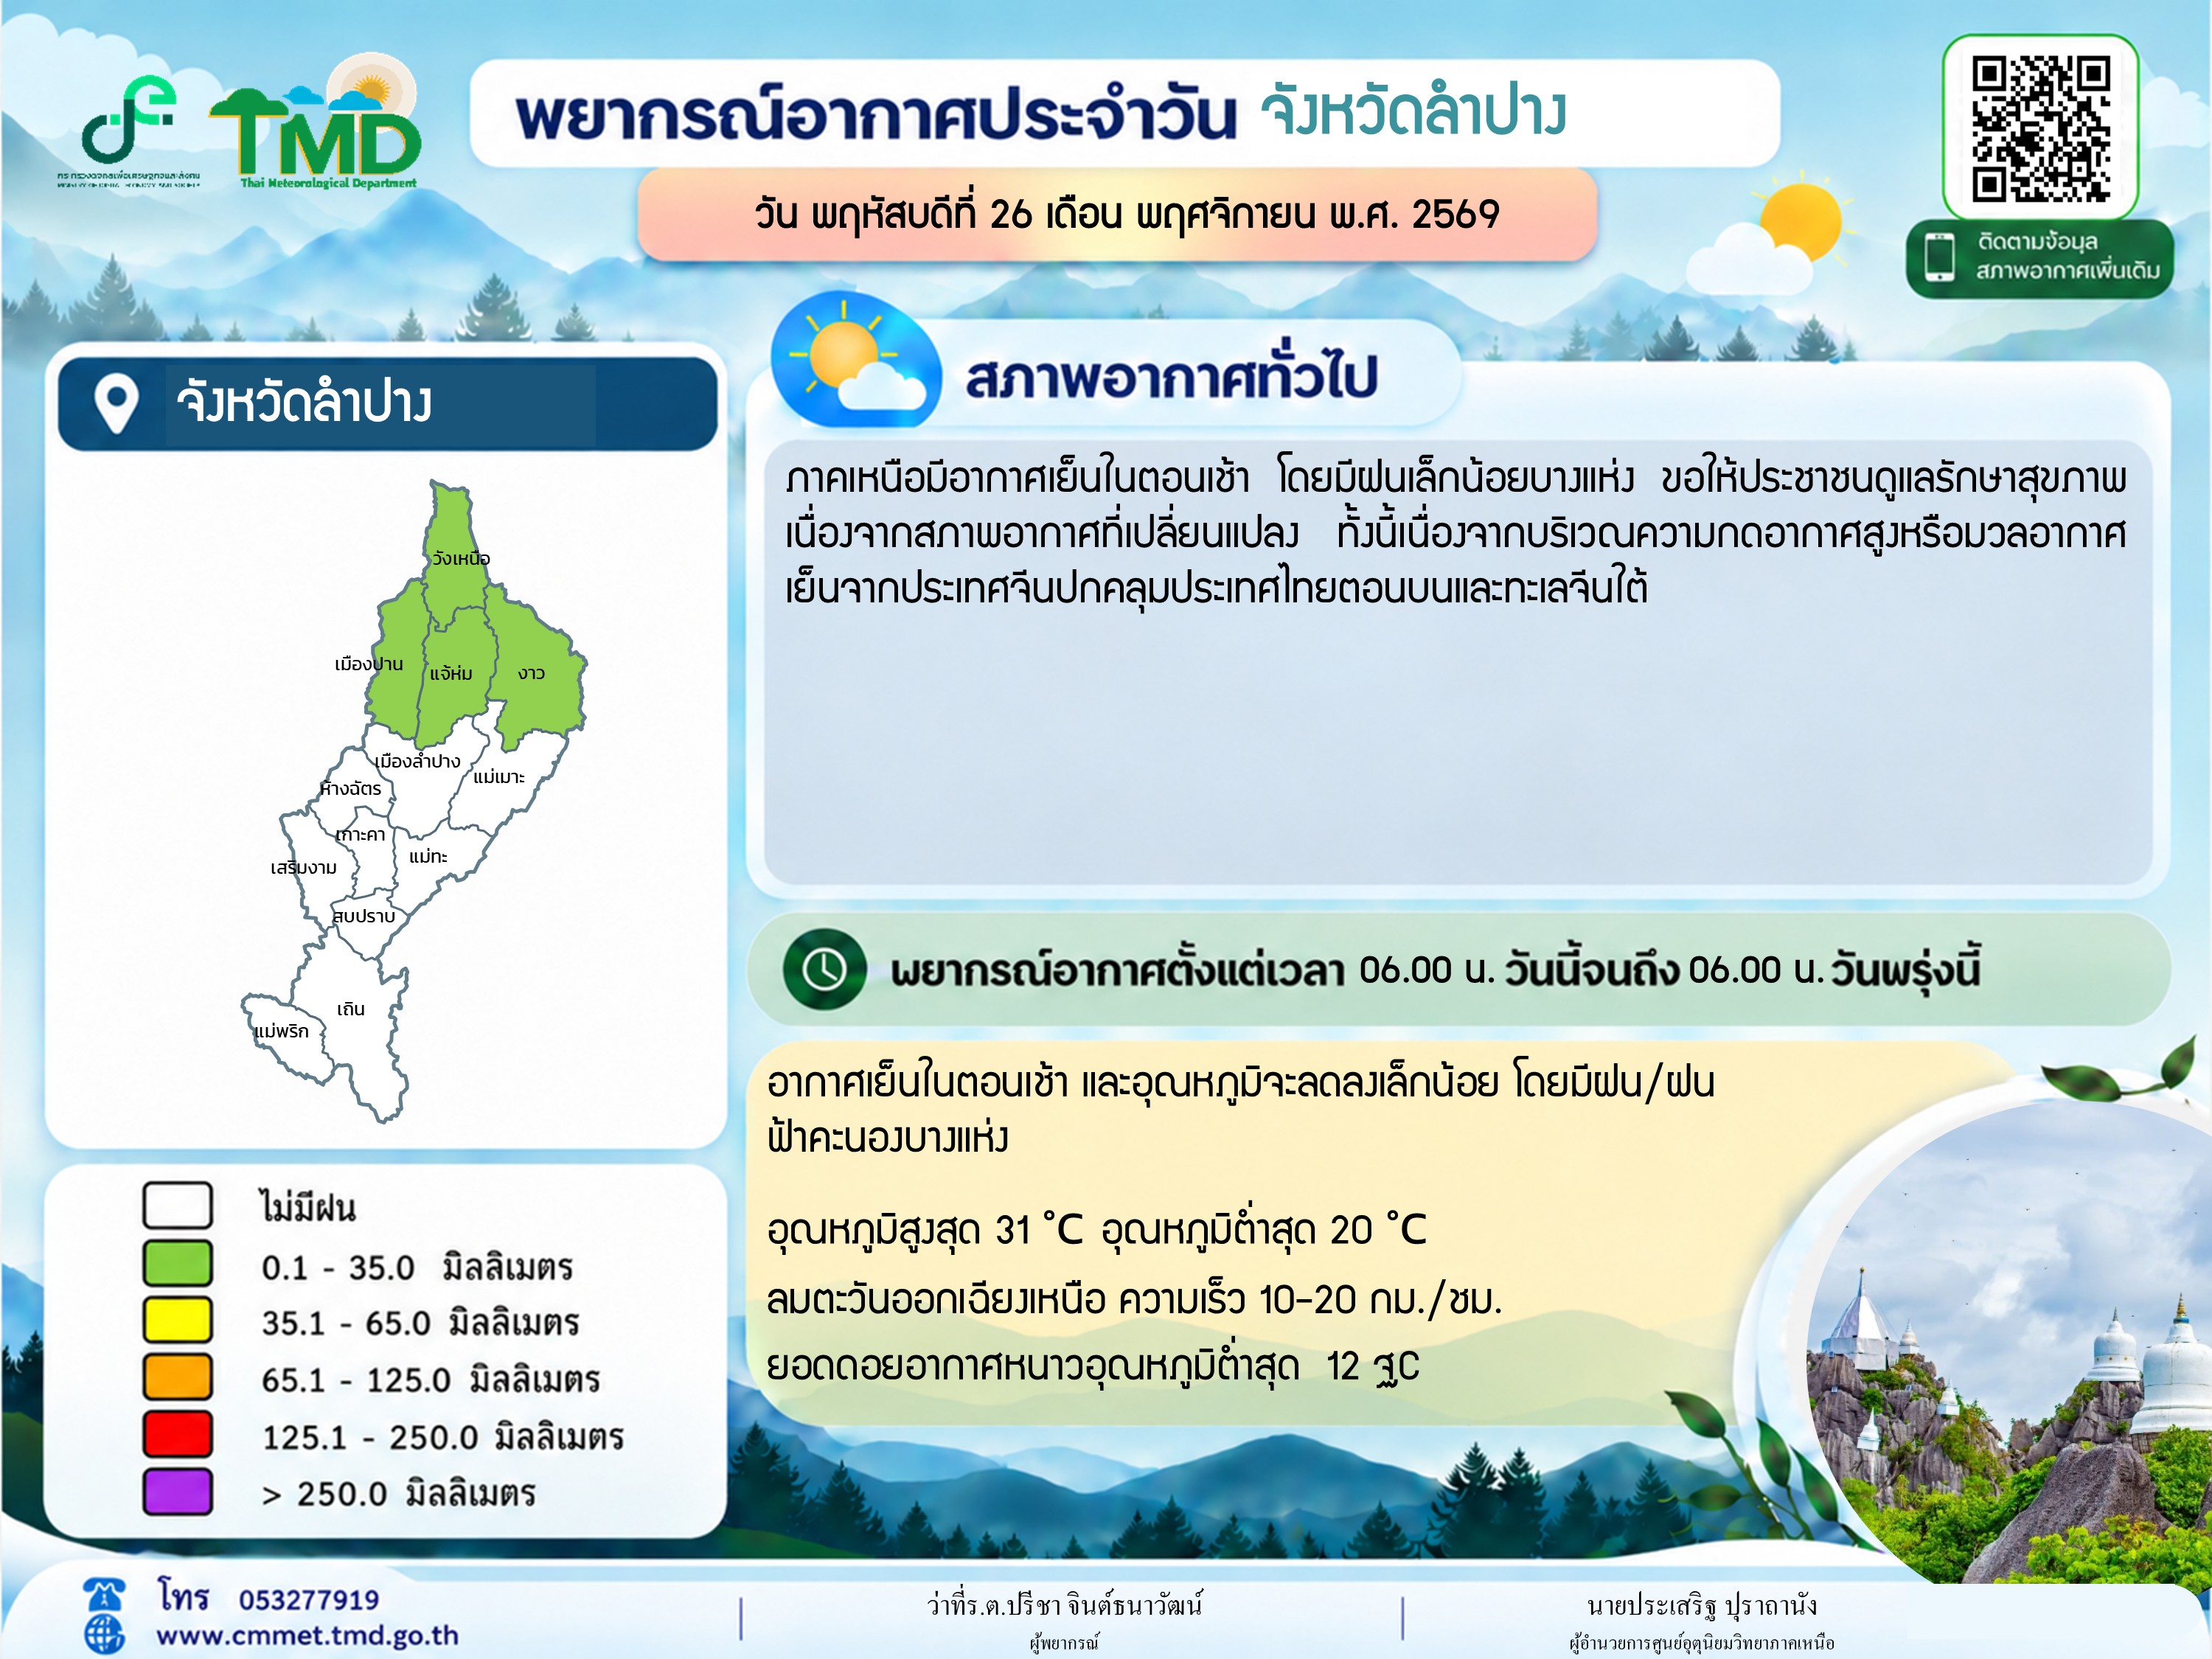 พยากรณ์อากาศประจำวัน จังหวัดลำปาง
TMD
Thai Meteorological Department
วัน พฤหัสบดีที่ 26 เดือน พฤศจิกายน พ.ศ. 2569
ติดตามข้อมูล
สภาพอากาศเพิ่มเติม
จังหวัดลำปาง
วังเหนือ
เมืองปาน
แจ้ห่ม
งาว
เมืองลำปาง
แม่เมาะ
ห้างฉัตร
เกาะคา
แม่ทะ
เสริมงาม
สบปราบ
เถิน
แม่พริก
ไม่มีฝน
0.1 - 35.0 มิลลิเมตร
35.1 - 65.0 มิลลิเมตร
65.1 - 125.0 มิลลิเมตร
125.1 - 250.0 มิลลิเมตร
> 250.0 มิลลิเมตร
สภาพอากาศทั่วไป
ภาคเหนือมีอากาศเย็นในตอนเช้า โดยมีฝนเล็กน้อยบางแห่ง ขอให้ประชาชนดูแลรักษาสุขภาพ
เนื่องจากสภาพอากาศที่เปลี่ยนแปลง ทั้งนี้เนื่องจากบริเวณความกดอากาศสูงหรือมวลอากาศ
เย็นจากประเทศจีนปกคลุมประเทศไทยตอนบนและทะเลจีนใต้
พยากรณ์อากาศตั้งแต่เวลา 06.00 น. วันนี้จนถึง 06.00 น. วันพรุ่งนี้
อากาศเย็นในตอนเช้า และอุณหภูมิจะลดลงเล็กน้อย โดยมีฝน/ฝน
ฟ้าคะนองบางแห่ง
อุณหภูมิสูงสุด 31 °C อุณหภูมิต่ำสุด 20 °C
ลมตะวันออกเฉียงเหนือ ความเร็ว 10-20 กม./ชม.
ยอดดอยอากาศหนาวอุณหภูมิต่ำสุด 12 ฐC
โทร 053277919
www.cmmet.tmd.go.th
ว่าที่ร.ต.ปรีชา จินต์ธนาวัฒน์
ผู้พยากรณ์
นายประเสริฐ ปุราถานัง
ผู้อำนวยการศูนย์อุตุนิยมวิทยาภาคเหนือ